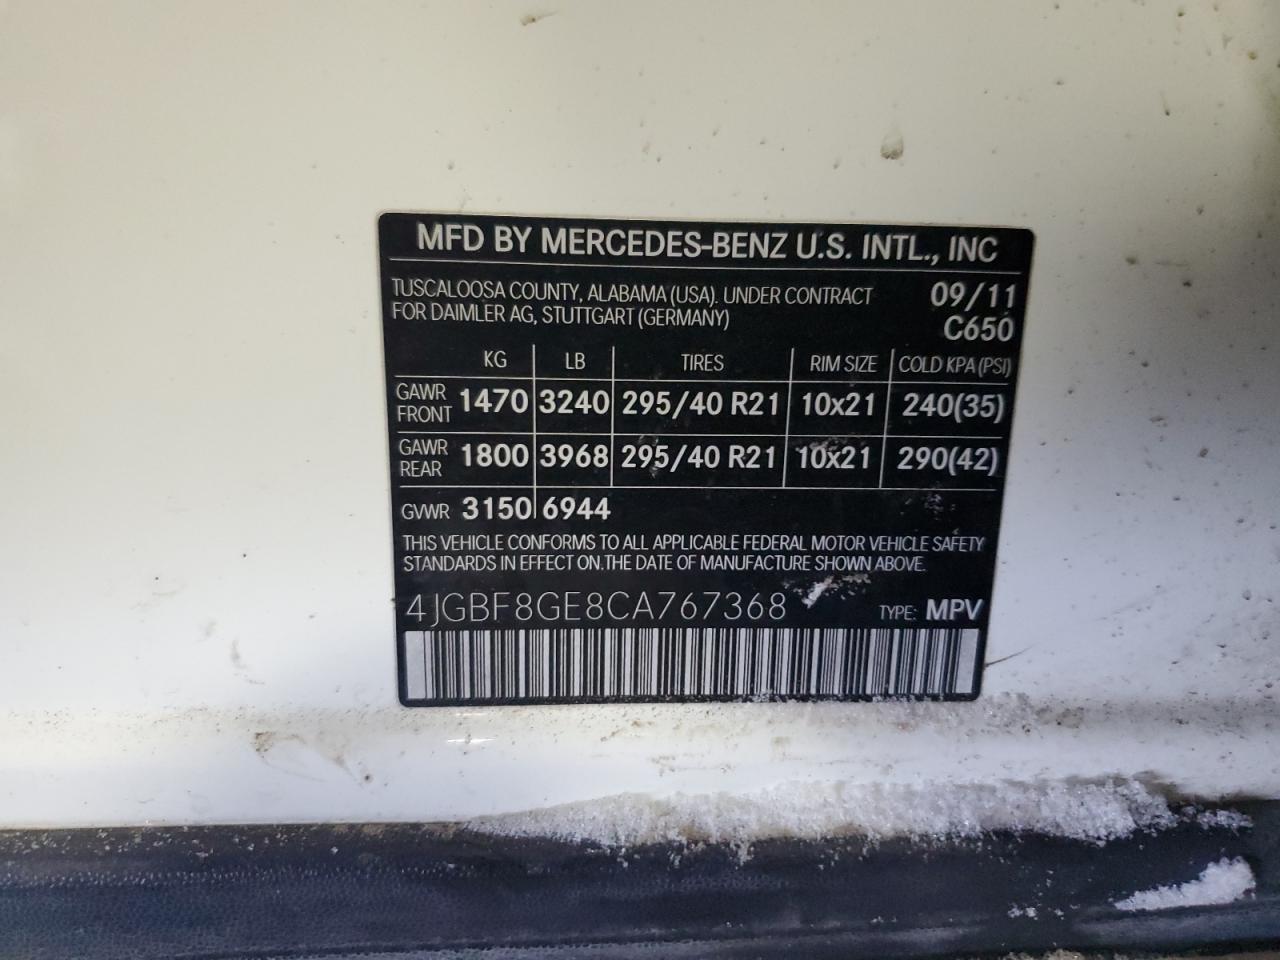 MFD BY MERCEDES-BENZ U.S. INTL., INC
TUSCALOOSA COUNTY, ALABAMA (USA). UNDER CONTRACT 09/11
FOR DAIMLER AG, STUTTGART (GERMANY) C650
KG LB TIRES RIM SIZE COLD KPA (PSI)
GAWR FRONT 1470 3240 295/40 R21 10x21 240(35)
GAWR REAR 1800 3968 295/40 R21 10x21 290(42)
GVWR 3150 6944
THIS VEHICLE CONFORMS TO ALL APPLICABLE FEDERAL MOTOR VEHICLE SAFETY
STANDARDS IN EFFECT ON.THE DATE OF MANUFACTURE SHOWN ABOVE.
4JGBF8GE8CA767368 TYPE: MPV